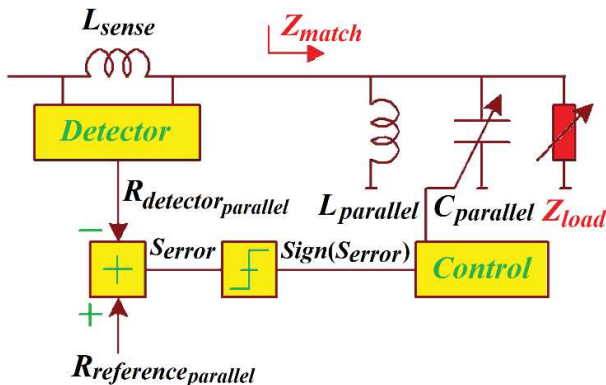 Lsense
Zmatch
Detector
Rdetectorparallel
Lparallel
Cparallel
Zload
−
+
Serror
Sign(Serror)
Control
+
Rreferenceparallel